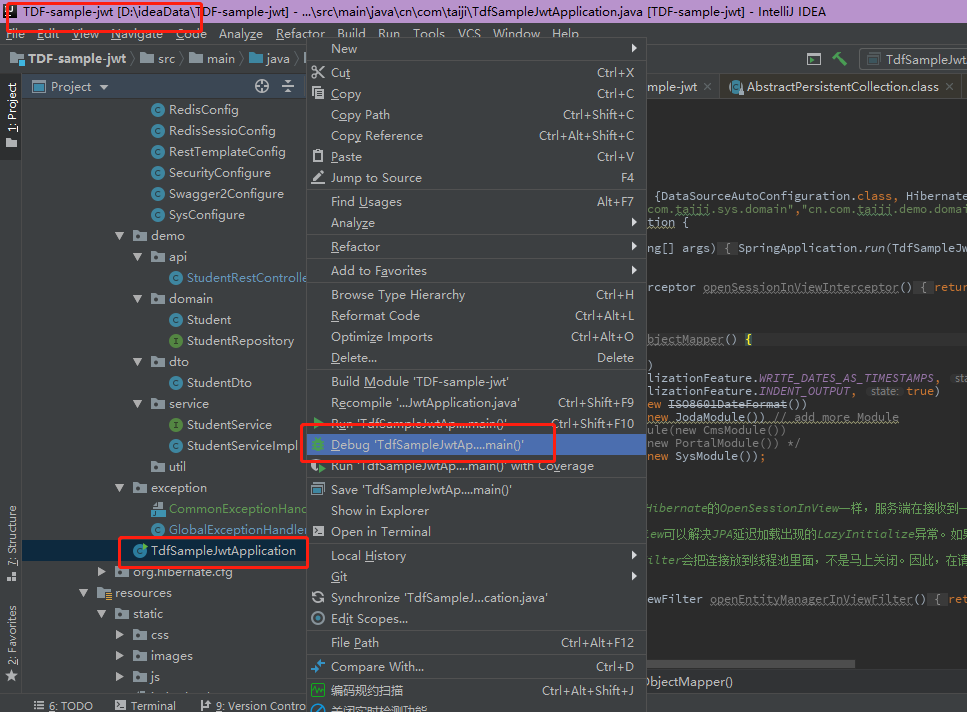 TDF-sample-jwt [D:\ideaData\TDF-sample-jwt] - ...\src\main\java\cn\com\taiji\TdfSampleJwtApplication.java [TDF-sample-jwt] - IntelliJ IDEA
File Edit View Navigate Code Analyze Refactor Build Run Tools VCS Window Help
TDF-sample-jwt src main java
TdfSampleJwt
1: Project
Project
mple-jwt AbstractPersistentCollection.class
RedisConfig
RedisSessioConfig
RestTemplateConfig
SecurityConfigure
Swagger2Configure
SysConfigure
demo
api
StudentRestControlle
domain
Student
StudentRepository
dto
StudentDto
service
StudentService
StudentServiceImpl
util
exception
CommonExceptionHand
GlobalExceptionHandler
TdfSampleJwtApplication
org.hibernate.cfg
resources
static
css
images
js
Z: Structure
2: Favorites
New
Cut Ctrl+X
Copy Ctrl+C
Copy Path Ctrl+Shift+C
Copy Reference Ctrl+Alt+Shift+C
Paste Ctrl+V
Jump to Source F4
Find Usages Alt+F7
Analyze
Refactor
Add to Favorites
Browse Type Hierarchy Ctrl+H
Reformat Code Ctrl+Alt+L
Optimize Imports Ctrl+Alt+O
Delete... Delete
Build Module 'TDF-sample-jwt'
Recompile '...JwtApplication.java' Ctrl+Shift+F9
Run 'TdfSampleJwtAp....main()' Ctrl+Shift+F10
Debug 'TdfSampleJwtAp....main()'
Run 'TdfSampleJwtAp....main()' with Coverage
Save 'TdfSampleJwtAp....main()'
Show in Explorer
Open in Terminal
Local History
Git
Synchronize 'TdfSampleJ...cation.java'
Edit Scopes...
File Path Ctrl+Alt+F12
Compare With... Ctrl+D
编码规约扫描 Ctrl+Alt+Shift+J
关闭实时检测功能
{DataSourceAutoConfiguration.class, Hibernate
com.taiji.sys.domain","cn.com.taiji.demo.domai
tion {
ng[] args) { SpringApplication.run(TdfSampleJw
rceptor openSessionInViewInterceptor() { return
bjectMapper() {
)
lizationFeature.WRITE_DATES_AS_TIMESTAMPS, sta
lizationFeature.INDENT_OUTPUT, state: true)
ew ISO8601DateFormat())
new JodaModule()) // add more Module
ule(new CmsModule())
new PortalModule()) */
new SysModule());
Hibernate的OpenSessionInView一样，服务端在接收到一
iew可以解决JPA延迟加载出现的LazyInitialize异常。如果
ilter会把连接放到线程池里面，不是马上关闭。因此，在请
ewFilter openEntityManagerInViewFilter() { ret
ObjectMapper()
6: TODO Terminal 9: Version Contro